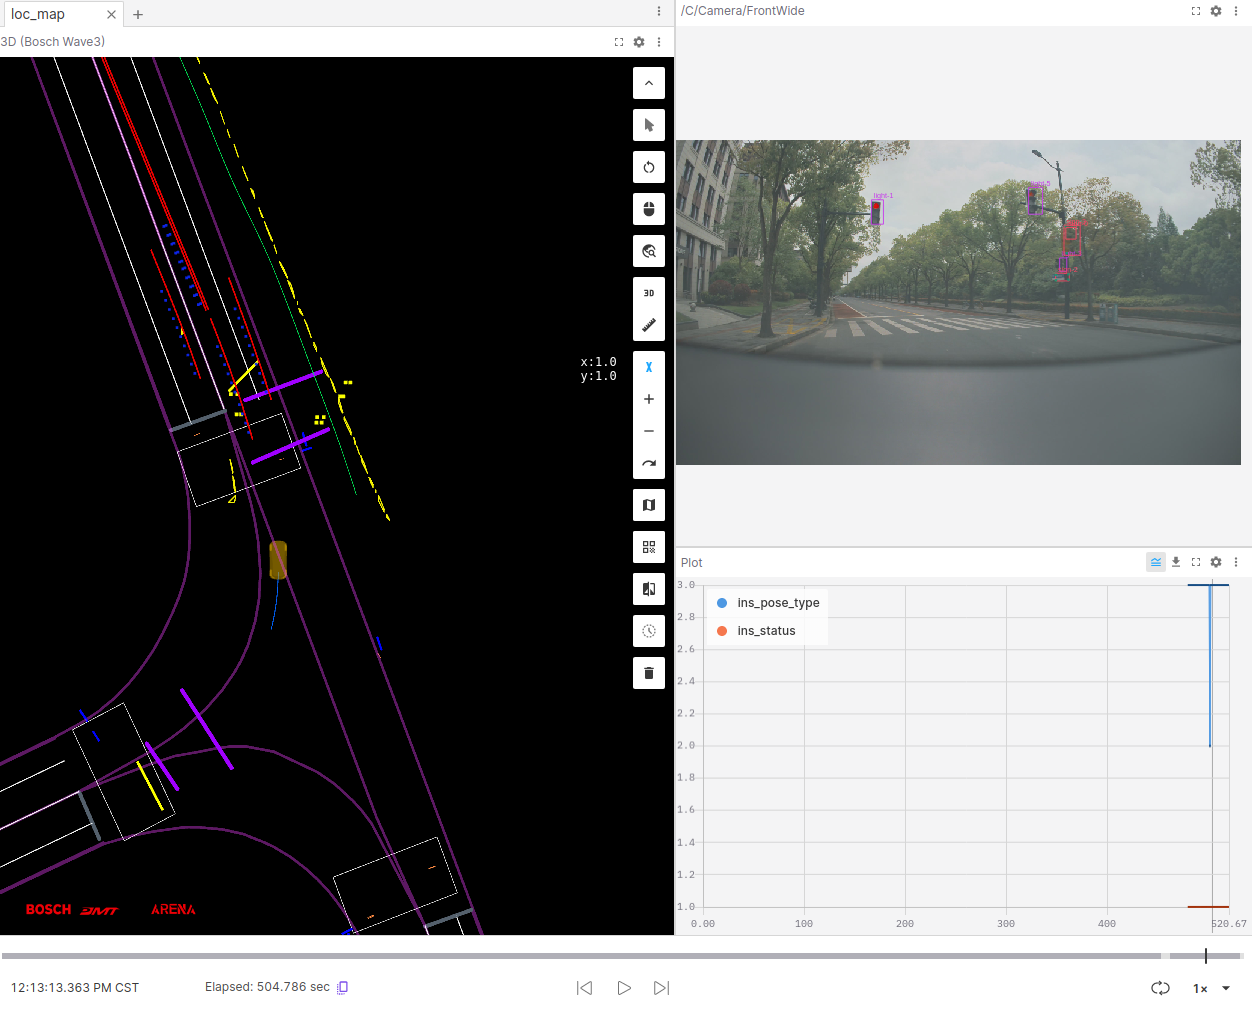 loc_map
3D (Bosch Wave3)
3D
x:1.0
y:1.0
BOSCH
ARENA
/C/Camera/FrontWide
light-1
Plot
ins_pose_type
ins_status
3.0
2.8
2.6
2.4
2.2
2.0
1.8
1.6
1.4
1.2
1.0
0.00 100 200 300 400 520.67
12:13:13.363 PM CST
Elapsed: 504.786 sec
1×